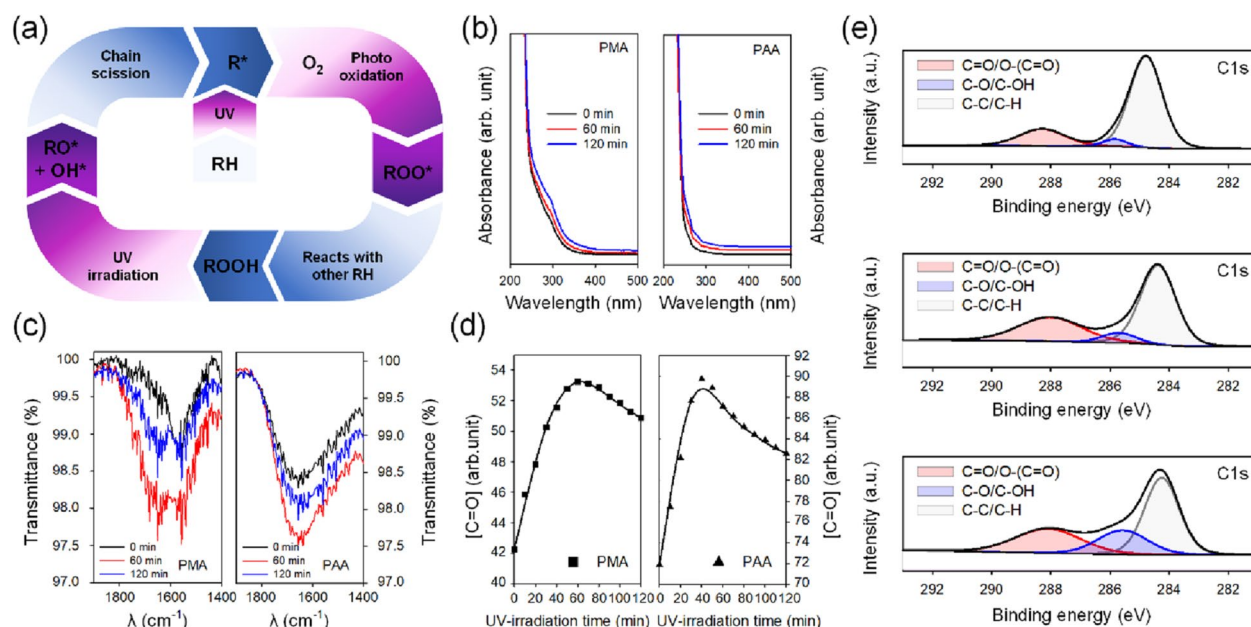 (a)
Chain
scission
R*
O2
Photo
oxidation
UV
RH
RO*
+ OH*
ROO*
UV
irradiation
ROOH
Reacts with
other RH
(b)
Absorbance (arb. unit)
PMA
0 min
60 min
120 min
200 300 400 500
Wavelength (nm)
Absorbance (arb. unit)
PAA
0 min
60 min
120 min
200 300 400 500
Wavelength (nm)
(c)
Transmittance (%)
100
99.5
99.0
98.5
98.0
97.5
97.0
0 min
60 min
120 min
PMA
1800 1600 1400
λ (cm-1)
0 min
60 min
120 min
PAA
1800 1600 1400
λ (cm-1)
100
99.5
99.0
98.5
98.0
97.5
97.0
Transmittance (%)
(d)
[C=O] (arb.unit)
54
52
50
48
46
44
42
40
PMA
0 20 40 60 80 100 120
UV-irradiation time (min)
PAA
0 20 40 60 80 100 120
UV-irradiation time (min)
92
90
88
86
84
82
80
78
76
74
72
70
[C=O] (arb.unit)
(e)
C=O/O-(C=O)
C-O/C-OH
C-C/C-H
C1s
Intensity (a.u.)
292 290 288 286 284 282
Binding energy (eV)
C=O/O-(C=O)
C-O/C-OH
C-C/C-H
C1s
Intensity (a.u.)
292 290 288 286 284 282
Binding energy (eV)
C=O/O-(C=O)
C-O/C-OH
C-C/C-H
C1s
Intensity (a.u.)
292 290 288 286 284 282
Binding energy (eV)